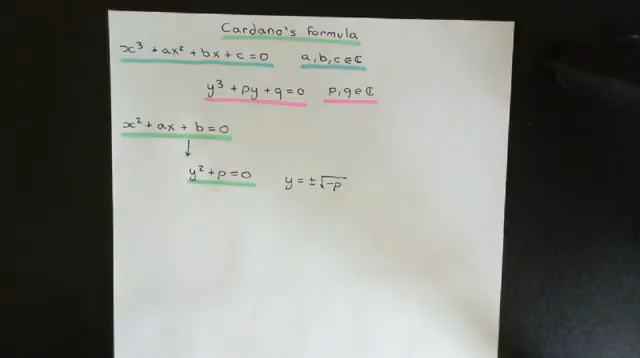 Cardano's formula
x³ + ax² + bx + c = 0 a, b, c ∈ ℂ
y³ + py + q = 0 p, q ∈ ℂ
x² + ax + b = 0
↓
y² + p = 0 y = ±√-p